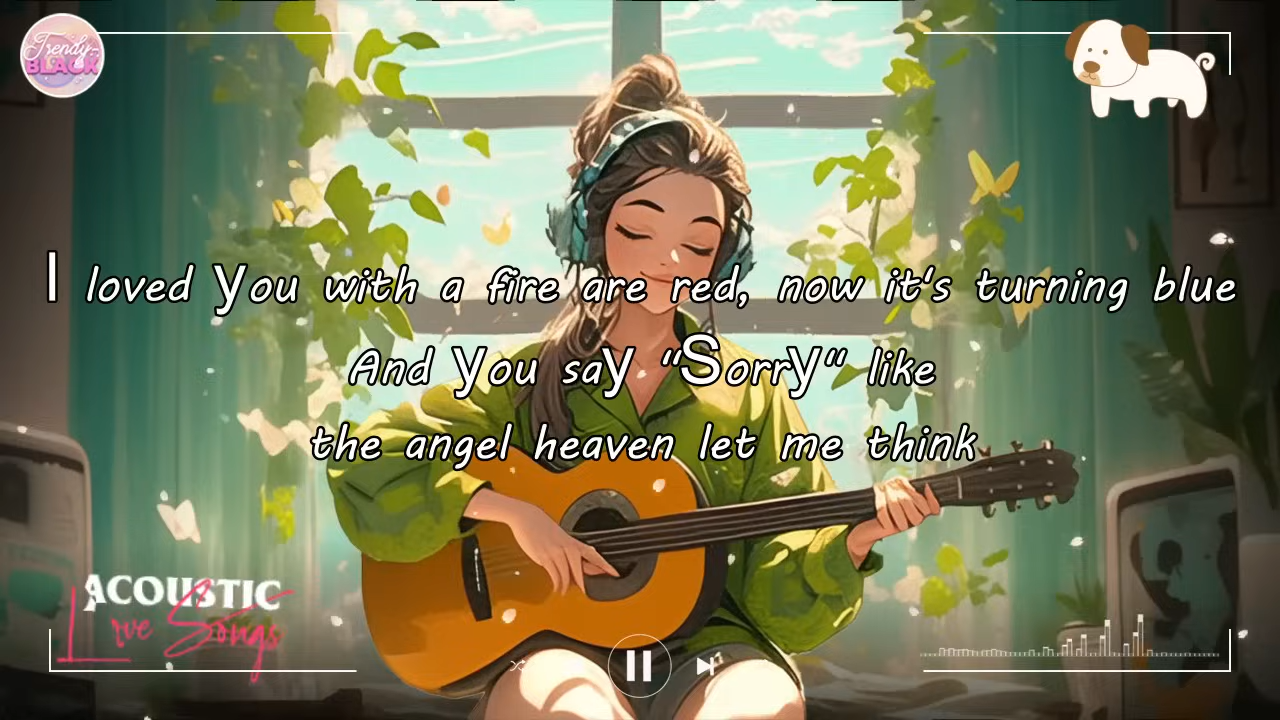 Trendy
BLACK
I loved you with a fire are red, now it's turning blue
And you say "Sorry" like
the angel heaven let me think
ACOUSTIC
Love Songs